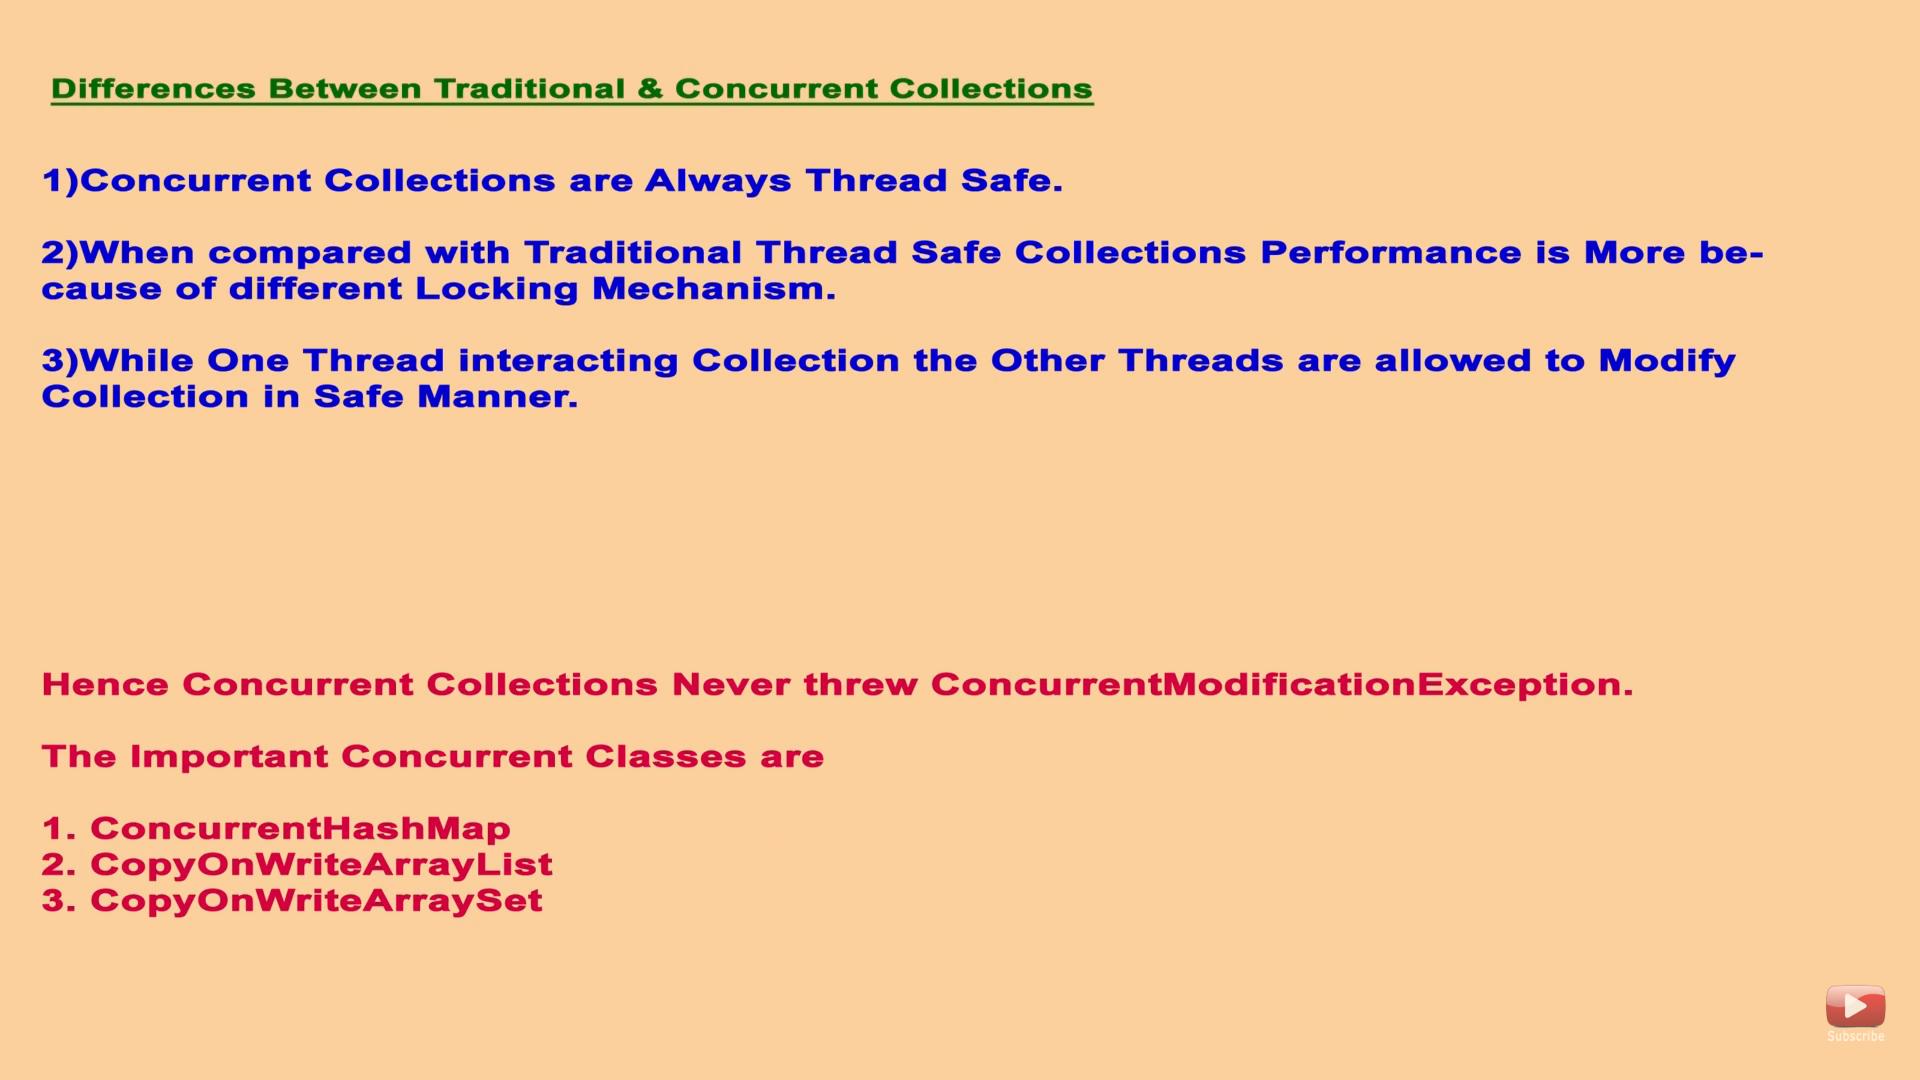 Differences Between Traditional & Concurrent Collections
1)Concurrent Collections are Always Thread Safe.
2)When compared with Traditional Thread Safe Collections Performance is More be-
cause of different Locking Mechanism.
3)While One Thread interacting Collection the Other Threads are allowed to Modify
Collection in Safe Manner.
Hence Concurrent Collections Never threw ConcurrentModificationException.
The Important Concurrent Classes are
1. ConcurrentHashMap
2. CopyOnWriteArrayList
3. CopyOnWriteArraySet
Subscribe